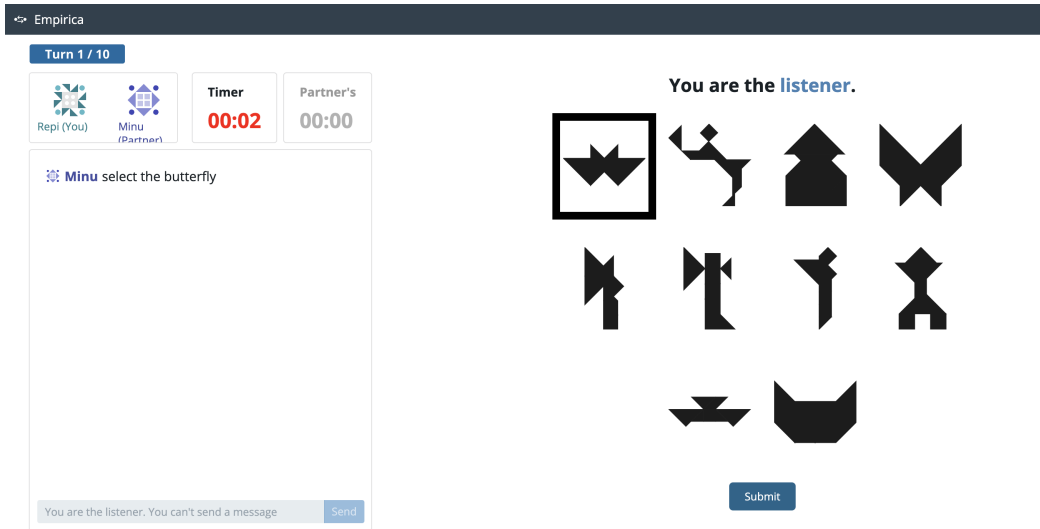 Empirica
Turn 1 / 10
Repi (You)
Minu
(Partner)
Timer
00:02
Partner's
00:00
You are the listener.
Minu select the butterfly
You are the listener. You can't send a message
Send
Submit